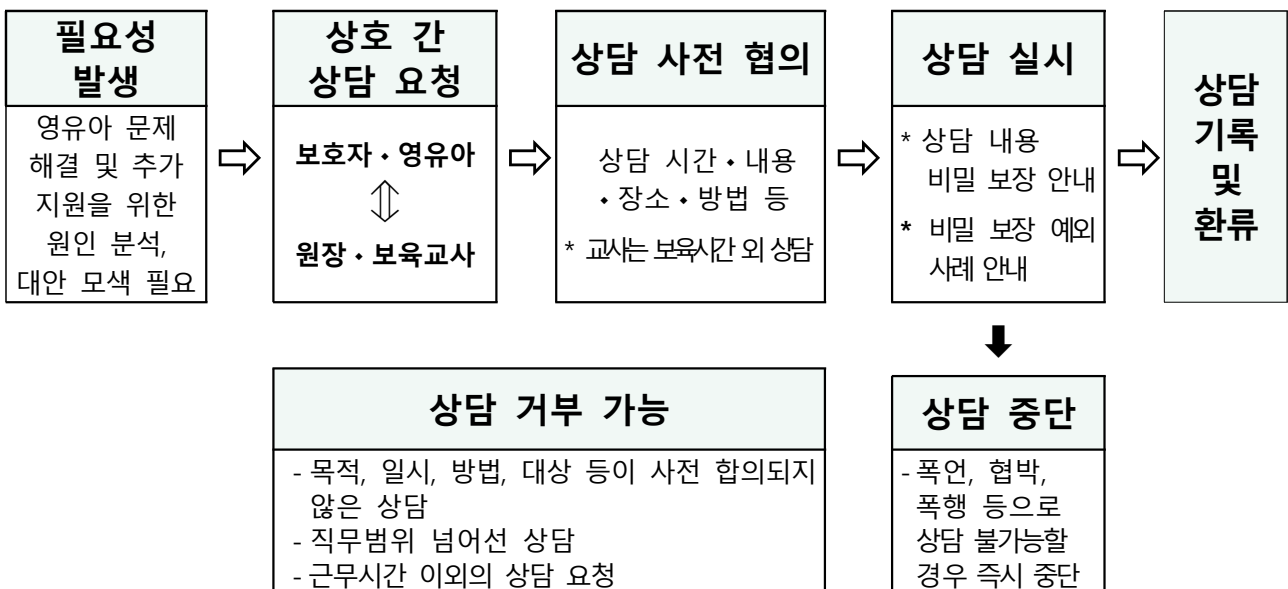 필요성
발생
영유아 문제
해결 및 추가
지원을 위한
원인 분석,
대안 모색 필요
상호 간
상담 요청
보호자・영유아
원장・보육교사
상담 사전 협의
상담 시간・내용
・장소・방법 등
* 교사는 보육시간 외 상담
상담 실시
* 상담 내용
비밀 보장 안내
* 비밀 보장 예외
사례 안내
상담
기록
및
환류
상담 거부 가능
- 목적, 일시, 방법, 대상 등이 사전 합의되지
않은 상담
- 직무범위 넘어선 상담
- 근무시간 이외의 상담 요청
상담 중단
- 폭언, 협박,
폭행 등으로
상담 불가능할
경우 즉시 중단